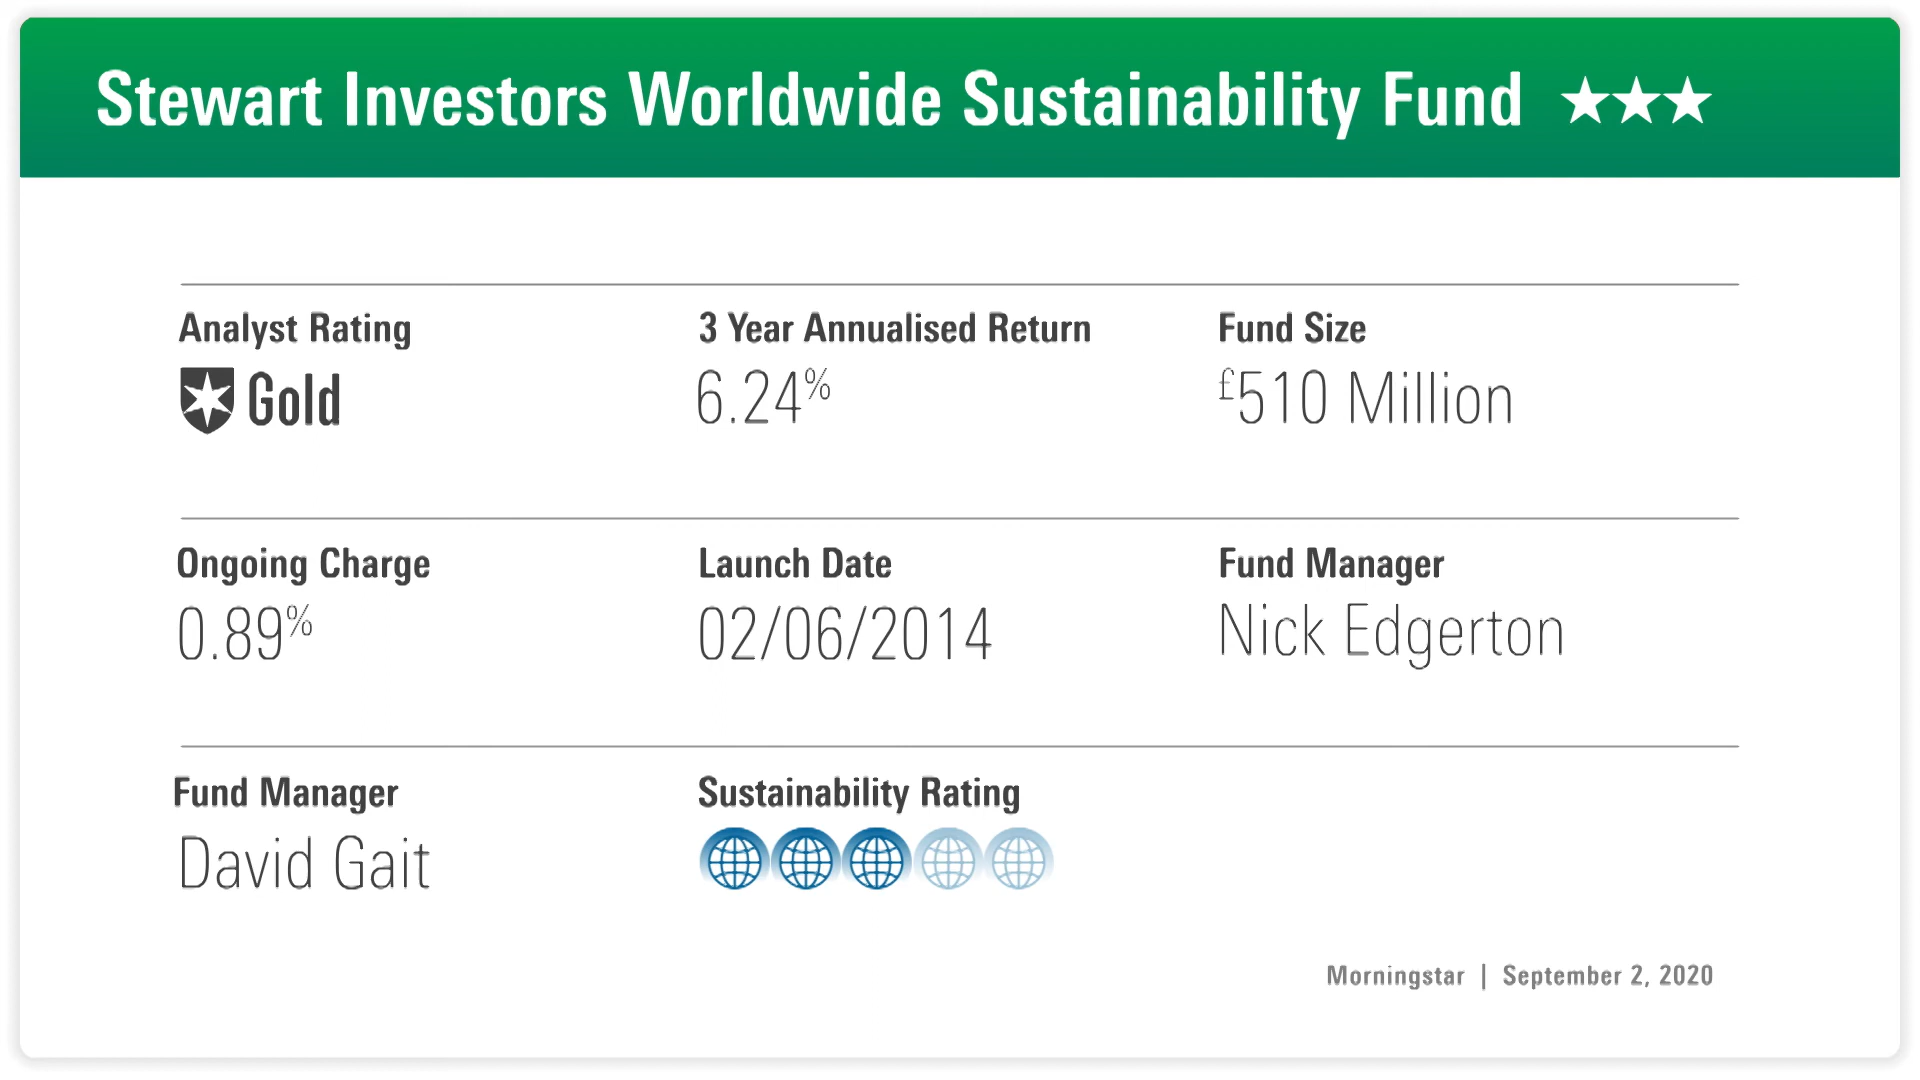 Stewart Investors Worldwide Sustainability Fund ★★★
Analyst Rating
Gold
3 Year Annualised Return
6.24%
Fund Size
£510 Million
Ongoing Charge
0.89%
Launch Date
02/06/2014
Fund Manager
Nick Edgerton
Fund Manager
David Gait
Sustainability Rating
Morningstar | September 2, 2020